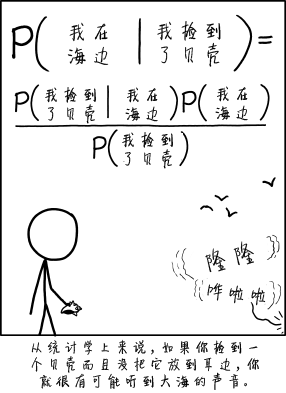 P( 我在 | 我捡到 ) =
海边 了贝壳
P( 我捡到 | 我在 ) P( 我在 )
了贝壳 海边 海边
P( 我捡到 )
了贝壳
隆隆
哗啦啦
从统计学上来说，如果你捡到一
个贝壳而且没把它放到耳边，你
就很有可能听到大海的声音。